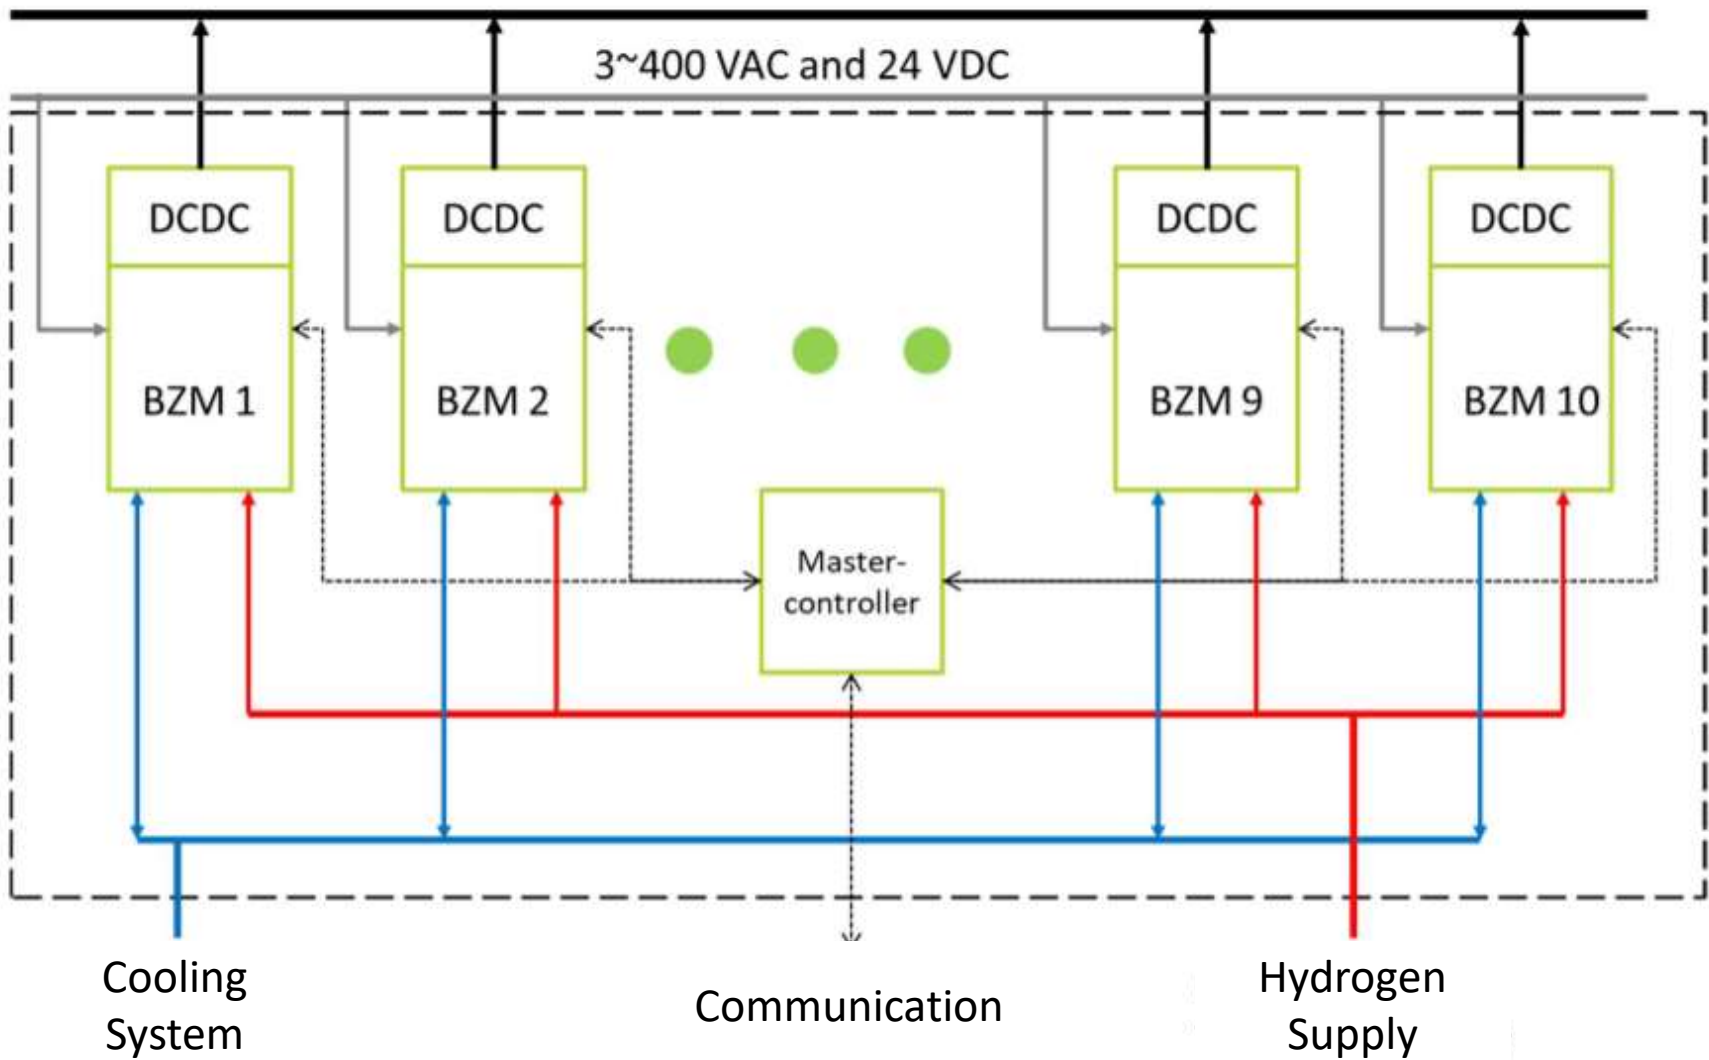 3~400 VAC and 24 VDC
DCDC
DCDC
DCDC
DCDC
BZM 1
BZM 2
BZM 9
BZM 10
Master-
controller
Cooling
System
Communication
Hydrogen
Supply